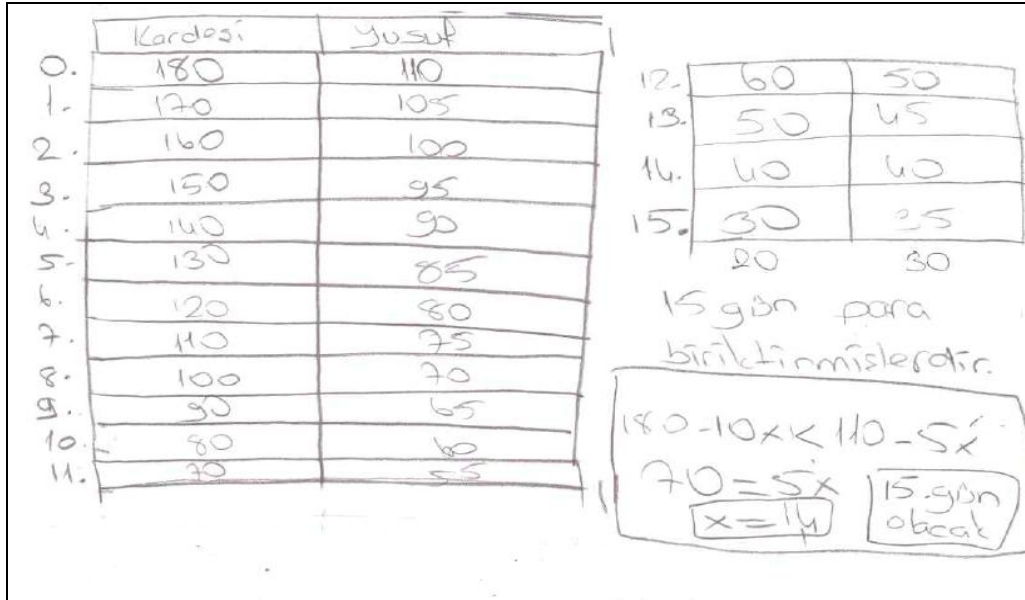 Kardeşi Yusuf
0. 180 110
1. 170 105
2. 160 100
3. 150 95
4. 140 90
5- 130 85
6. 120 80
7. 110 75
8. 100 70
9. 90 65
10. 80 60
11. 70 55
12. 60 50
13. 50 45
14. 40 40
15. 30 35
20 30
15 gün para
biriktirmişlerdir.
180-10x < 110-5x
70=5x
x=14
15.gün
olacak